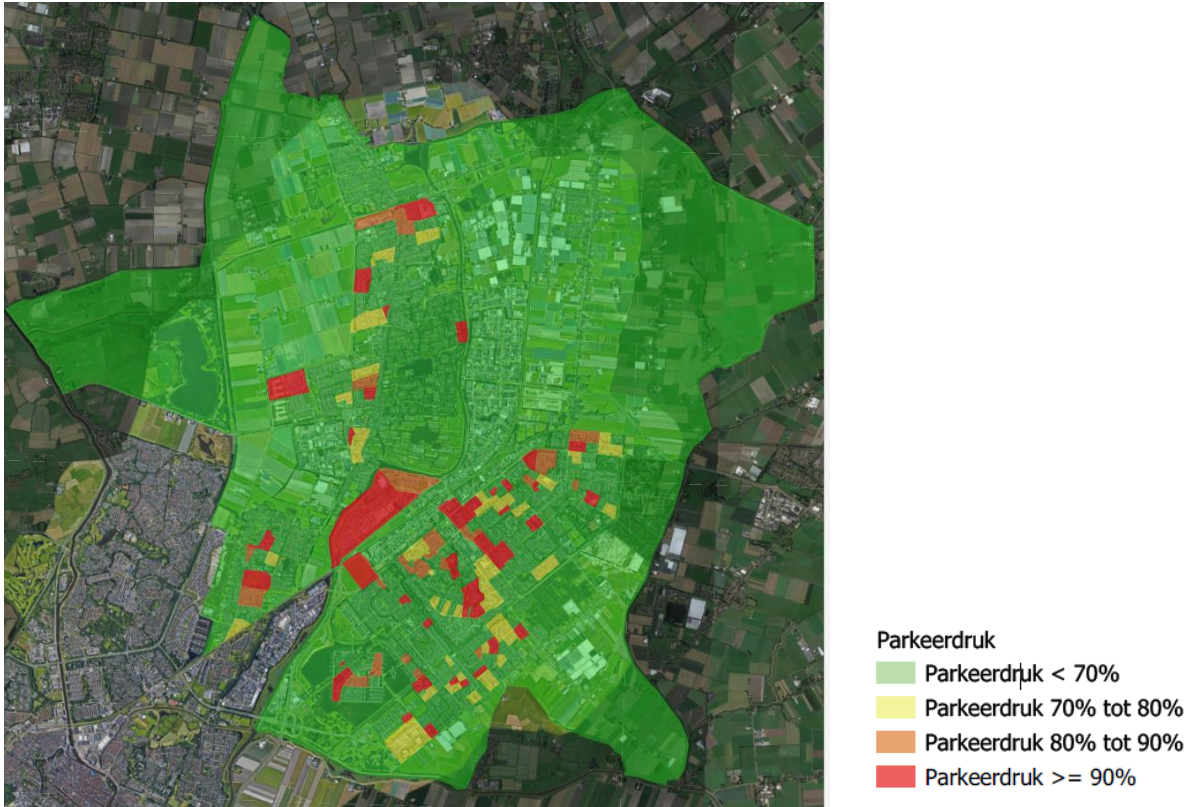 Parkeerdruk
Parkeerdruk < 70%
Parkeerdruk 70% tot 80%
Parkeerdruk 80% tot 90%
Parkeerdruk >= 90%